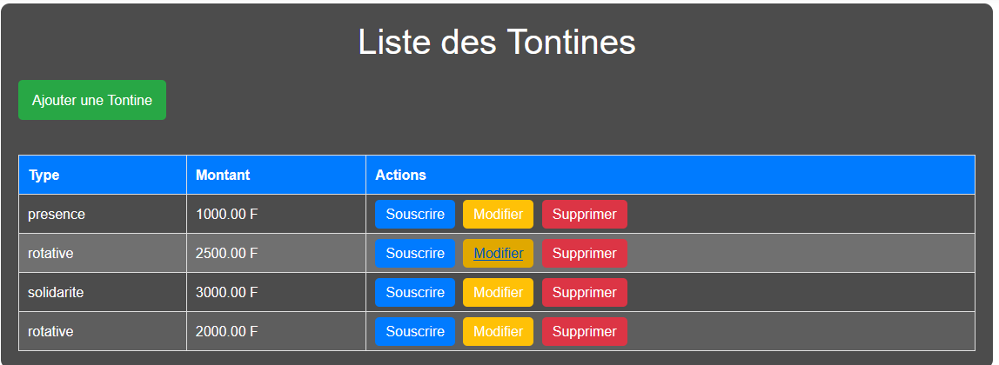 Liste des Tontines
Ajouter une Tontine
Type Montant Actions
presence 1000.00 F Souscrire Modifier Supprimer
rotative 2500.00 F Souscrire Modifier Supprimer
solidarite 3000.00 F Souscrire Modifier Supprimer
rotative 2000.00 F Souscrire Modifier Supprimer